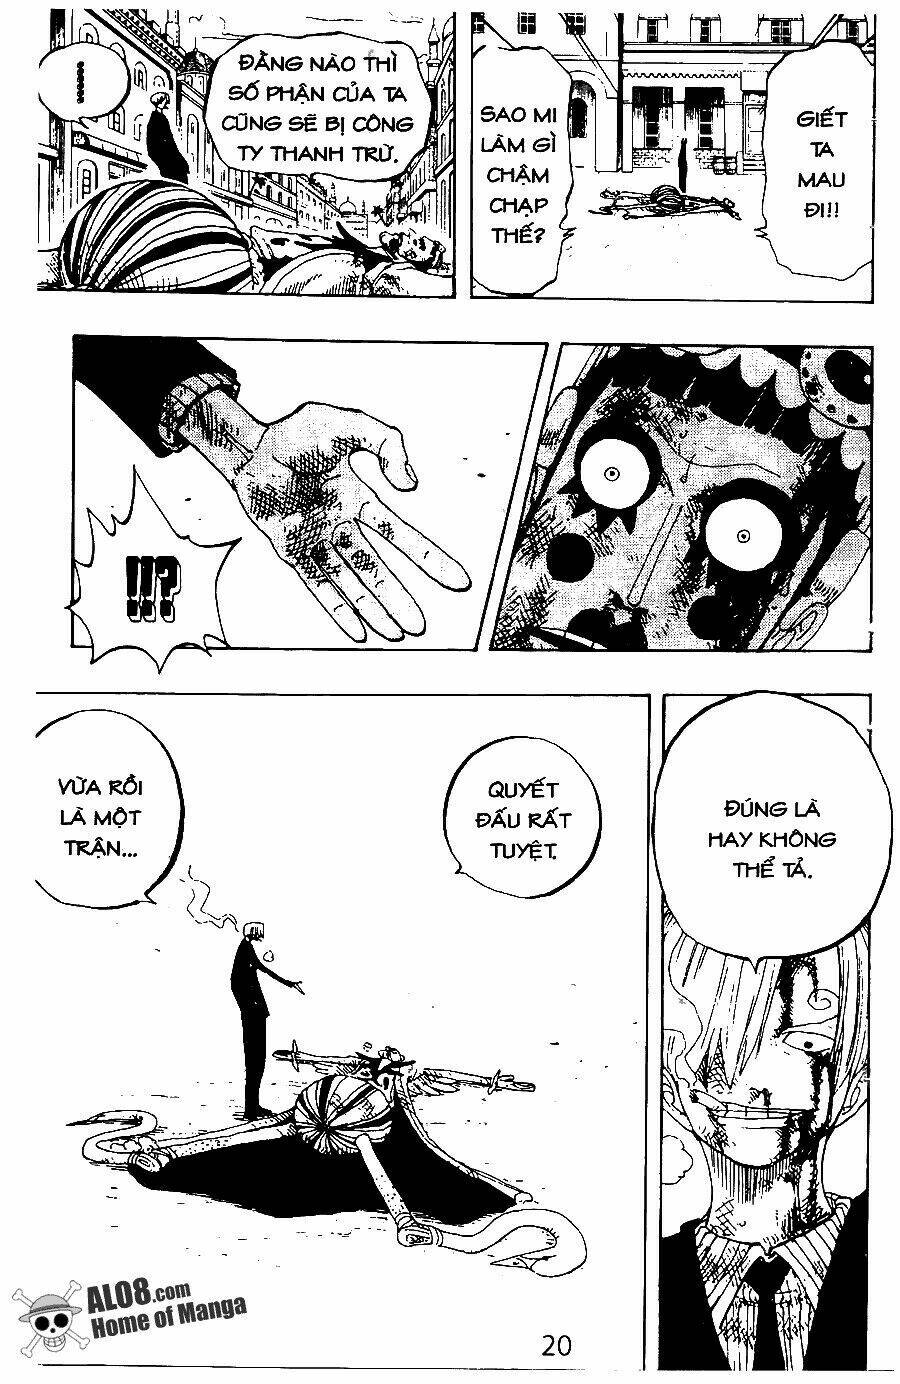 GIẾT
TA
MAU
ĐI!!
SAO MI
LÀM GÌ
CHẬM
CHẠP
THẾ?
ĐẰNG NÀO THÌ
SỐ PHẬN CỦA TA
CŨNG SẼ BỊ CÔNG
TY THANH TRỪ.
......
!!?
ĐÚNG LÀ
HAY KHÔNG
THỂ TẢ.
QUYẾT
ĐẤU RẤT
TUYỆT.
VỪA RỒI
LÀ MỘT
TRẬN...
AL08.com
Home of Manga
20